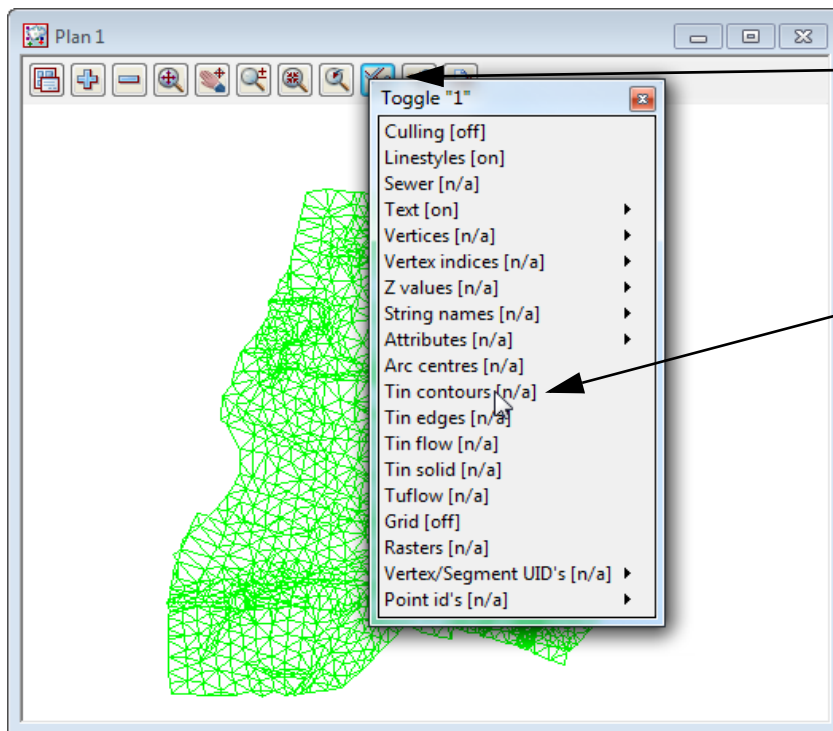 Plan 1
Toggle "1"
Culling [off]
Linestyles [on]
Sewer [n/a]
Text [on]
Vertices [n/a]
Vertex indices [n/a]
Z values [n/a]
String names [n/a]
Attributes [n/a]
Arc centres [n/a]
Tin contours [n/a]
Tin edges [n/a]
Tin flow [n/a]
Tin solid [n/a]
Tuflow [n/a]
Grid [off]
Rasters [n/a]
Vertex/Segment UID's [n/a]
Point id's [n/a]